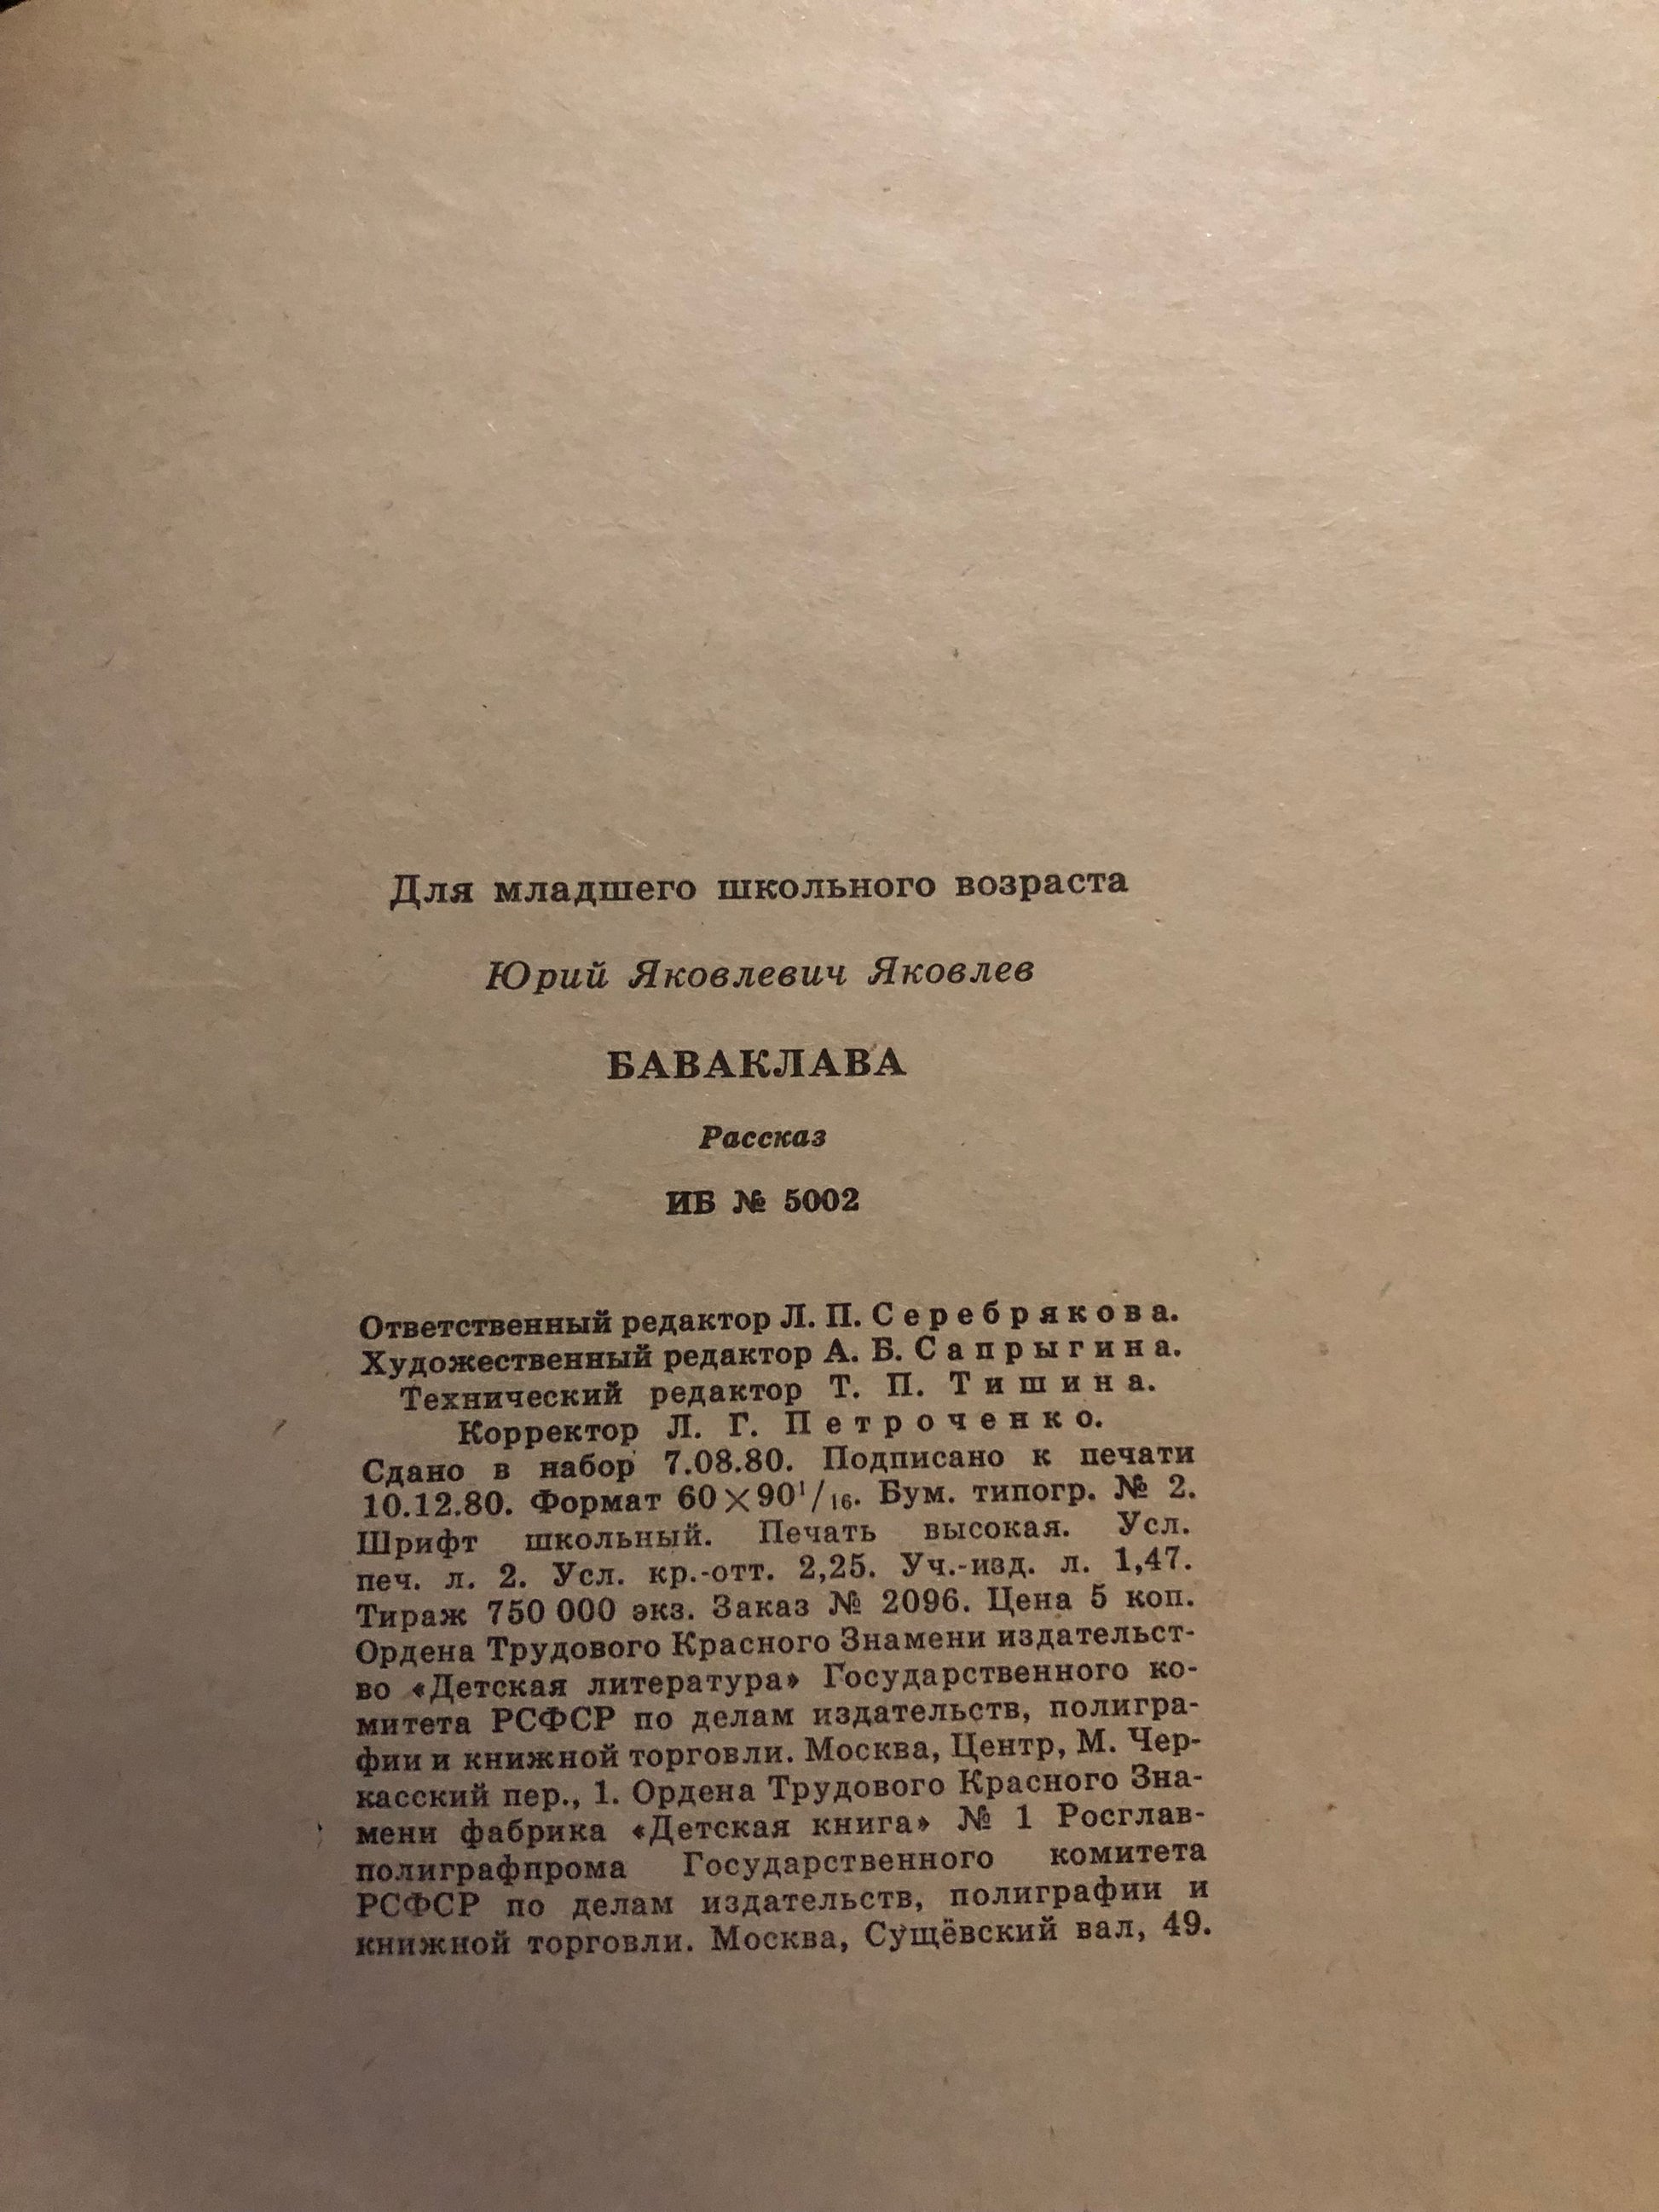 Для младшего школьного возраста
Юрий Яковлевич Яковлев
БАВАКЛАВА
Рассказ
ИБ № 5002
Ответственный редактор Л. П. Серебрякова.
Художественный редактор А. Б. Сапрыгина.
Технический редактор Т. П. Тишина.
Корректор Л. Г. Петроченко.
Сдано в набор 7.08.80. Подписано к печати
10.12.80. Формат 60×90¹/₁₆. Бум. типогр. № 2.
Шрифт школьный. Печать высокая. Усл.
печ. л. 2. Усл. кр.-отт. 2,25. Уч.-изд. л. 1,47.
Тираж 750 000 экз. Заказ № 2096. Цена 5 коп.
Ордена Трудового Красного Знамени издательст-
во «Детская литература» Государственного ко-
митета РСФСР по делам издательств, полигра-
фии и книжной торговли. Москва, Центр, М. Чер-
касский пер., 1. Ордена Трудового Красного Зна-
мени фабрика «Детская книга» № 1 Росглав-
полиграфпрома Государственного комитета
РСФСР по делам издательств, полиграфии и
книжной торговли. Москва, Сущёвский вал, 49.